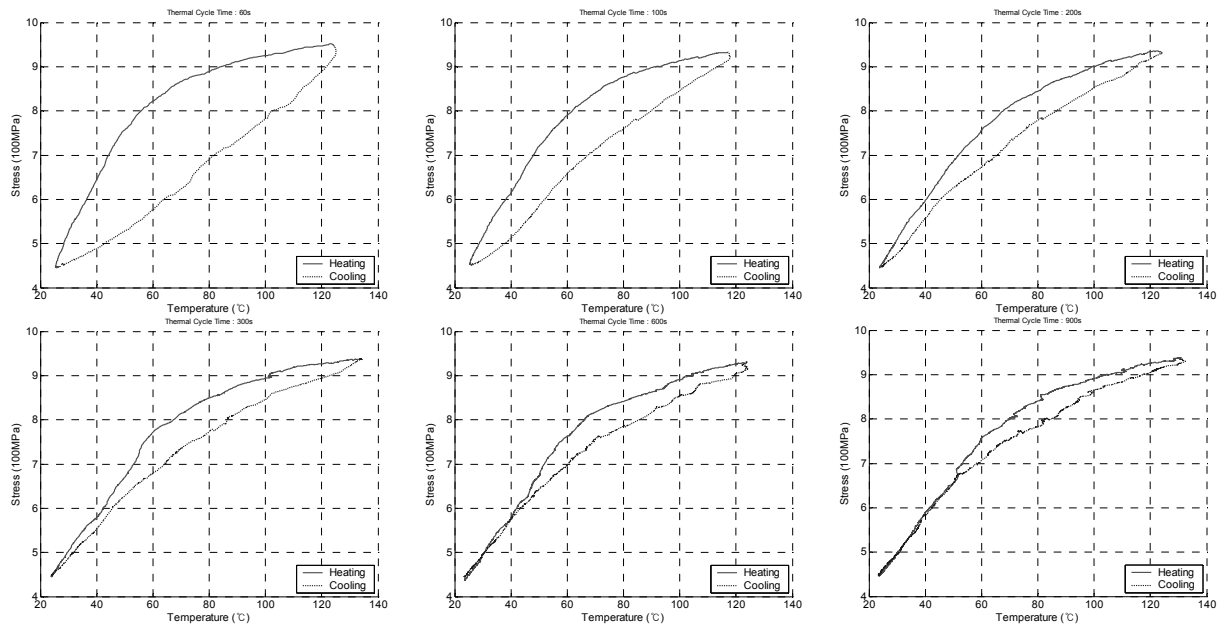 Thermal Cycle Time : 60s
10
9
8
7
6
5
4
Stress (100MPa)
20 40 60 80 100 120 140
Temperature (℃)
Heating
Cooling
Thermal Cycle Time : 100s
10
9
8
7
6
5
4
Stress (100MPa)
20 40 60 80 100 120 140
Temperature (℃)
Heating
Cooling
Thermal Cycle Time : 200s
10
9
8
7
6
5
4
Stress (100MPa)
20 40 60 80 100 120 140
Temperature (℃)
Heating
Cooling
Thermal Cycle Time : 300s
10
9
8
7
6
5
4
Stress (100MPa)
20 40 60 80 100 120 140
Temperature (℃)
Heating
Cooling
Thermal Cycle Time : 600s
10
9
8
7
6
5
4
Stress (100MPa)
20 40 60 80 100 120 140
Temperature (℃)
Heating
Cooling
Thermal Cycle Time : 900s
10
9
8
7
6
5
4
Stress (100MPa)
20 40 60 80 100 120 140
Temperature (℃)
Heating
Cooling